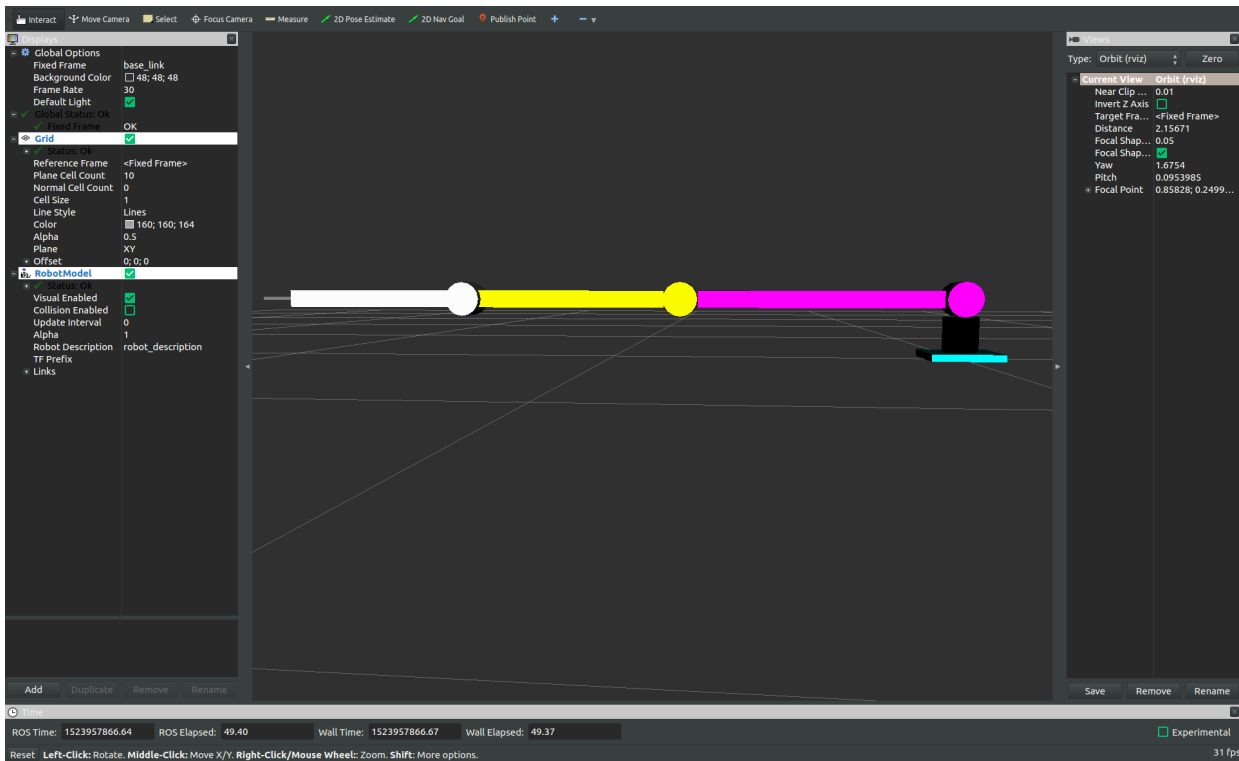 Interact Move Camera Select Focus Camera Measure 2D Pose Estimate 2D Nav Goal Publish Point
Displays
Global Options
Fixed Frame base_link
Background Color 48; 48; 48
Frame Rate 30
Default Light
Global Status: Ok
Fixed Frame OK
Grid
Status: Ok
Reference Frame <Fixed Frame>
Plane Cell Count 10
Normal Cell Count 0
Cell Size 1
Line Style Lines
Color 160; 160; 164
Alpha 0.5
Plane XY
Offset 0; 0; 0
RobotModel
Status: Ok
Visual Enabled
Collision Enabled
Update Interval 0
Alpha 1
Robot Description robot_description
TF Prefix
Links
Add Duplicate Remove Rename
Views
Type: Orbit (rviz) Zero
Current View Orbit (rviz)
Near Clip ... 0.01
Invert Z Axis
Target Fra... <Fixed Frame>
Distance 2.15671
Focal Shap... 0.05
Focal Shap...
Yaw 1.6754
Pitch 0.0953985
Focal Point 0.85828; 0.2499...
Save Remove Rename
Time
ROS Time: 1523957866.64 ROS Elapsed: 49.40 Wall Time: 1523957866.67 Wall Elapsed: 49.37 Experimental
Reset Left-Click: Rotate. Middle-Click: Move X/Y. Right-Click/Mouse Wheel:: Zoom. Shift: More options. 31 fps